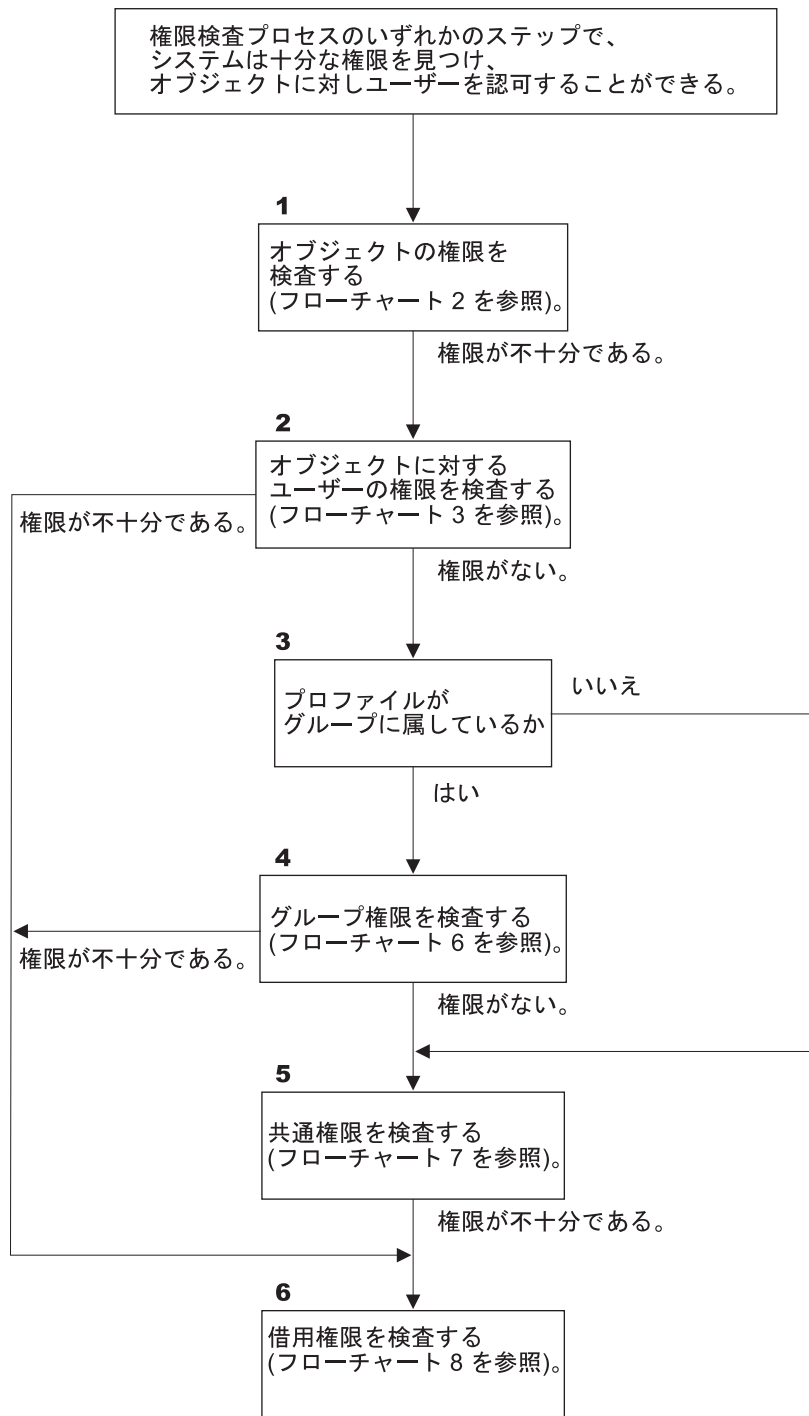 権限検査プロセスのいずれかのステップで、
システムは十分な権限を見つけ、
オブジェクトに対しユーザーを認可することができる。
1
オブジェクトの権限を
検査する
(フローチャート 2 を参照)。
権限が不十分である。
2
オブジェクトに対する
ユーザーの権限を検査する
(フローチャート 3 を参照)。
権限が不十分である。
権限がない。
3
プロファイルが
グループに属しているか
いいえ
はい
4
グループ権限を検査する
(フローチャート 6 を参照)。
権限が不十分である。
権限がない。
5
共通権限を検査する
(フローチャート 7 を参照)。
権限が不十分である。
6
借用権限を検査する
(フローチャート 8 を参照)。